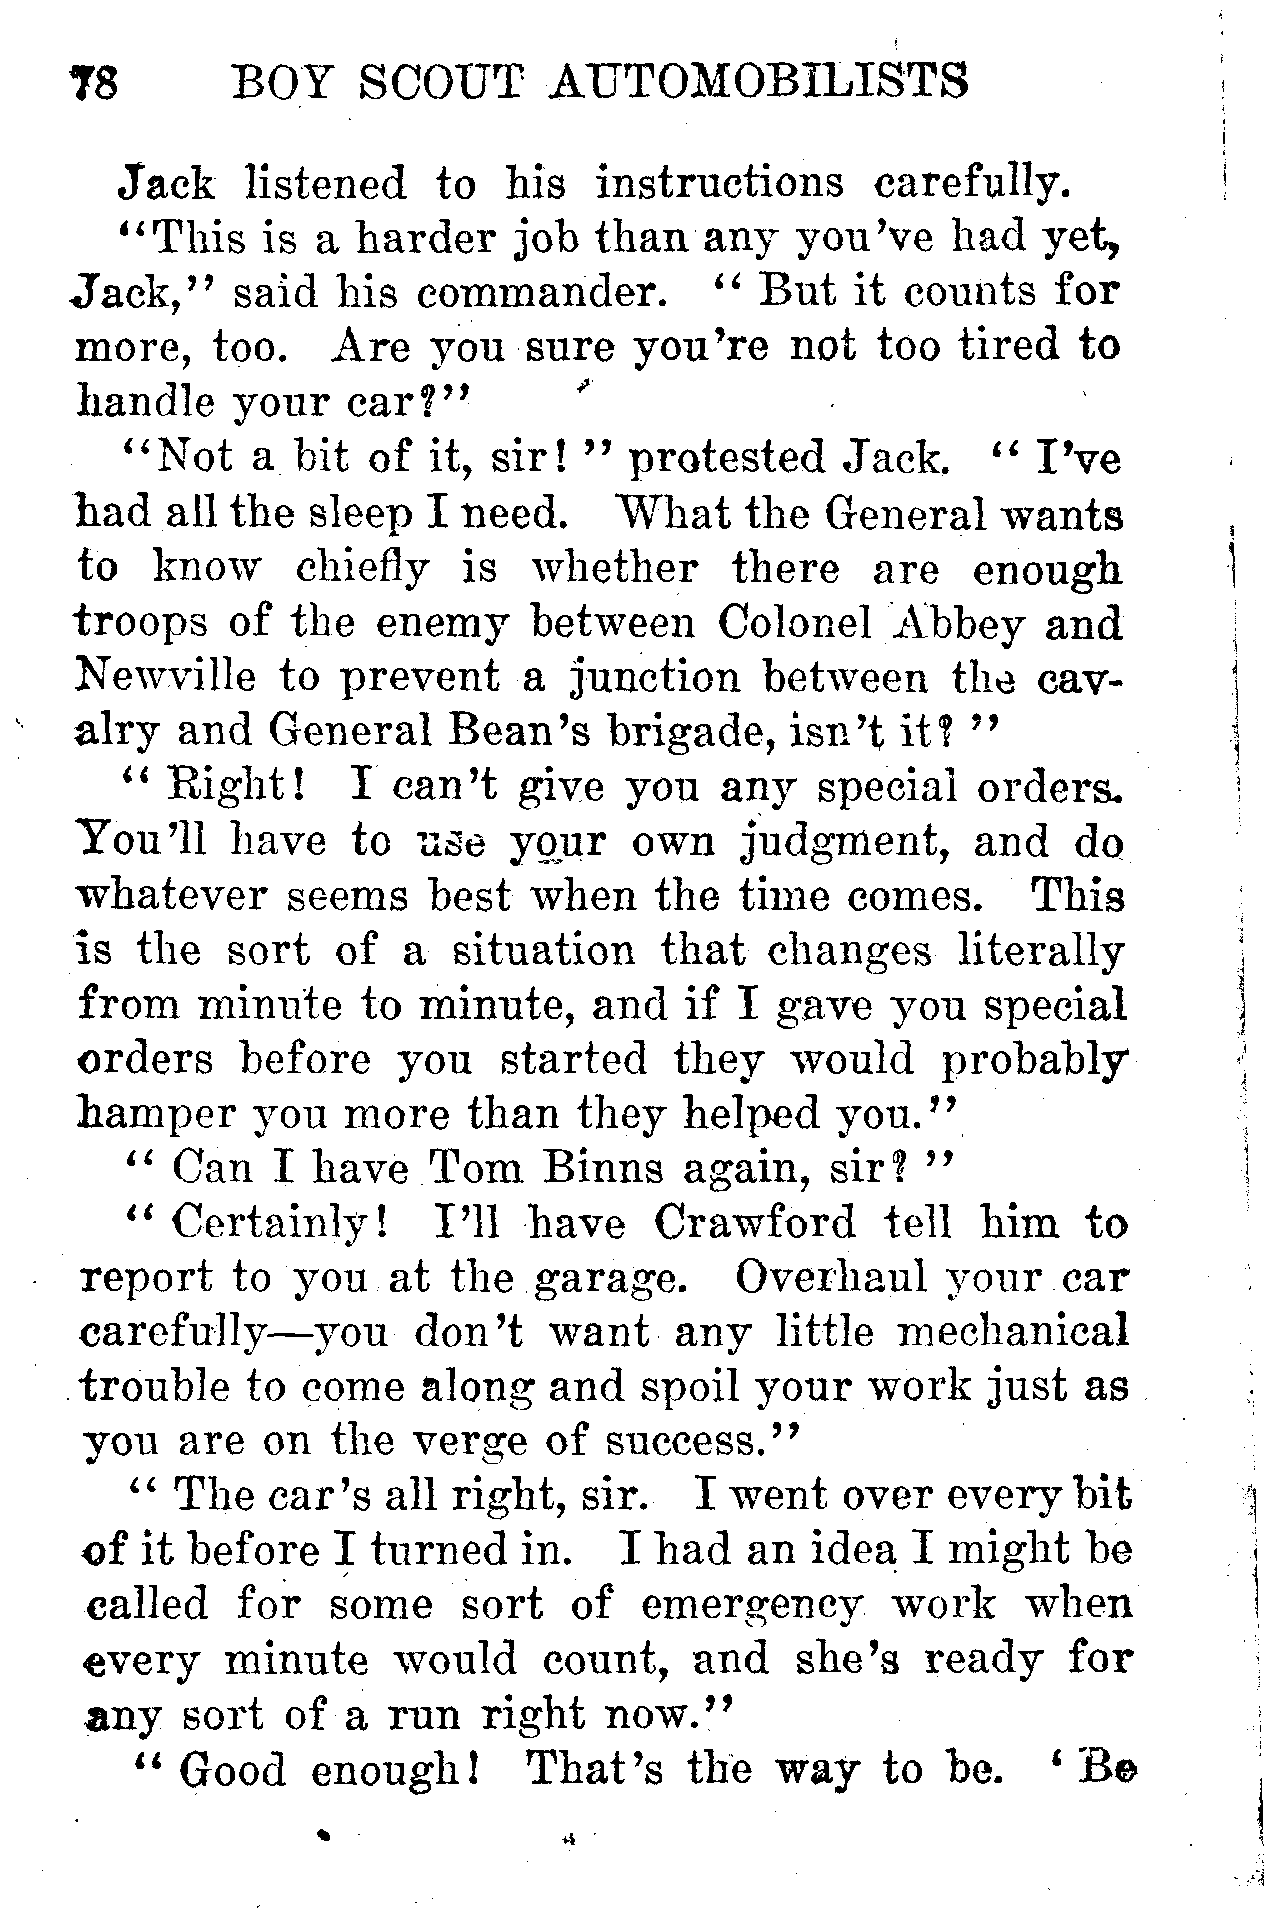 78 BOY SCOUT AUTOMOBILISTS
Jack listened to his instructions carefully.
"This is a harder job than any you've had yet,
Jack," said his commander. " But it counts for
more, too. Are you sure you're not too tired to
handle your car?"
"Not a bit of it, sir! " protested Jack. " I've
had all the sleep I need. What the General wants
to know chiefly is whether there are enough
troops of the enemy between Colonel Abbey and
Newville to prevent a junction between the cav-
alry and General Bean's brigade, isn't it? "
" Right! I can't give you any special orders.
You'll have to use your own judgment, and do
whatever seems best when the time comes. This
is the sort of a situation that changes literally
from minute to minute, and if I gave you special
orders before you started they would probably
hamper you more than they helped you."
" Can I have Tom Binns again, sir? "
" Certainly! I'll have Crawford tell him to
report to you at the garage. Overhaul your car
carefully—you don't want any little mechanical
trouble to come along and spoil your work just as
you are on the verge of success."
" The car's all right, sir. I went over every bit
of it before I turned in. I had an idea I might be
called for some sort of emergency work when
every minute would count, and she's ready for
any sort of a run right now."
" Good enough! That's the way to be. ' Be